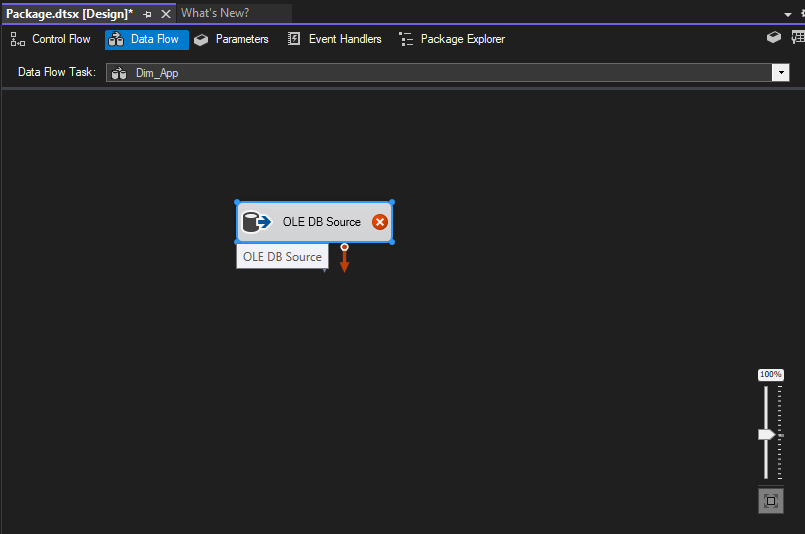 Package.dtsx [Design]* What's New?
Control Flow Data Flow Parameters Event Handlers Package Explorer
Data Flow Task: Dim_App
OLE DB Source
OLE DB Source
100%